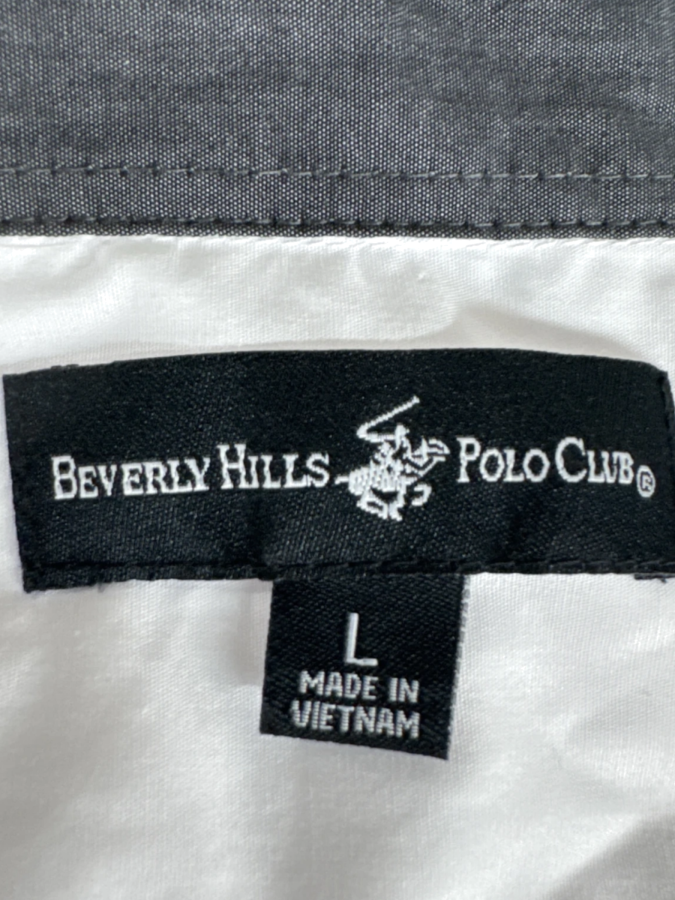 BEVERLY HILLS POLO CLUB®
L
MADE IN
VIETNAM